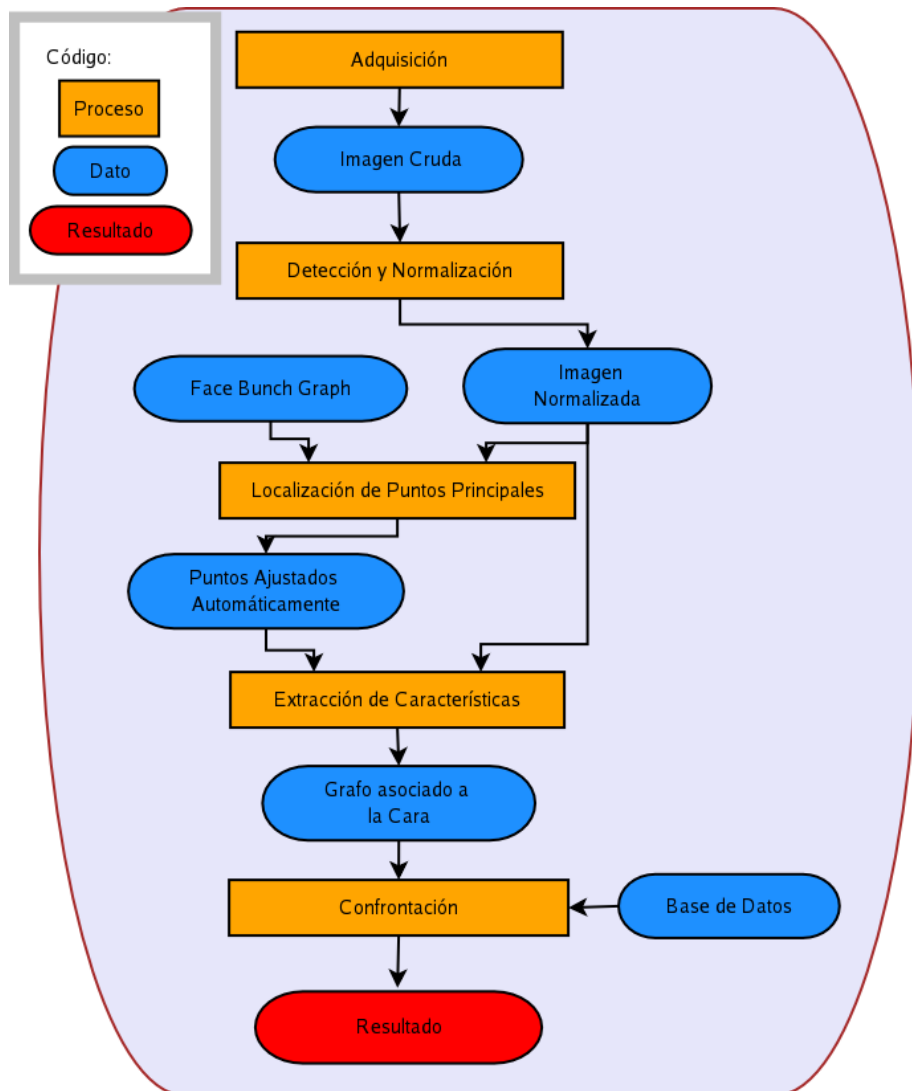 Código:
Proceso
Dato
Resultado
Adquisición
Imagen Cruda
Detección y Normalización
Face Bunch Graph
Imagen
Normalizada
Localización de Puntos Principales
Puntos Ajustados
Automáticamente
Extracción de Características
Grafo asociado a
la Cara
Confrontación
Base de Datos
Resultado